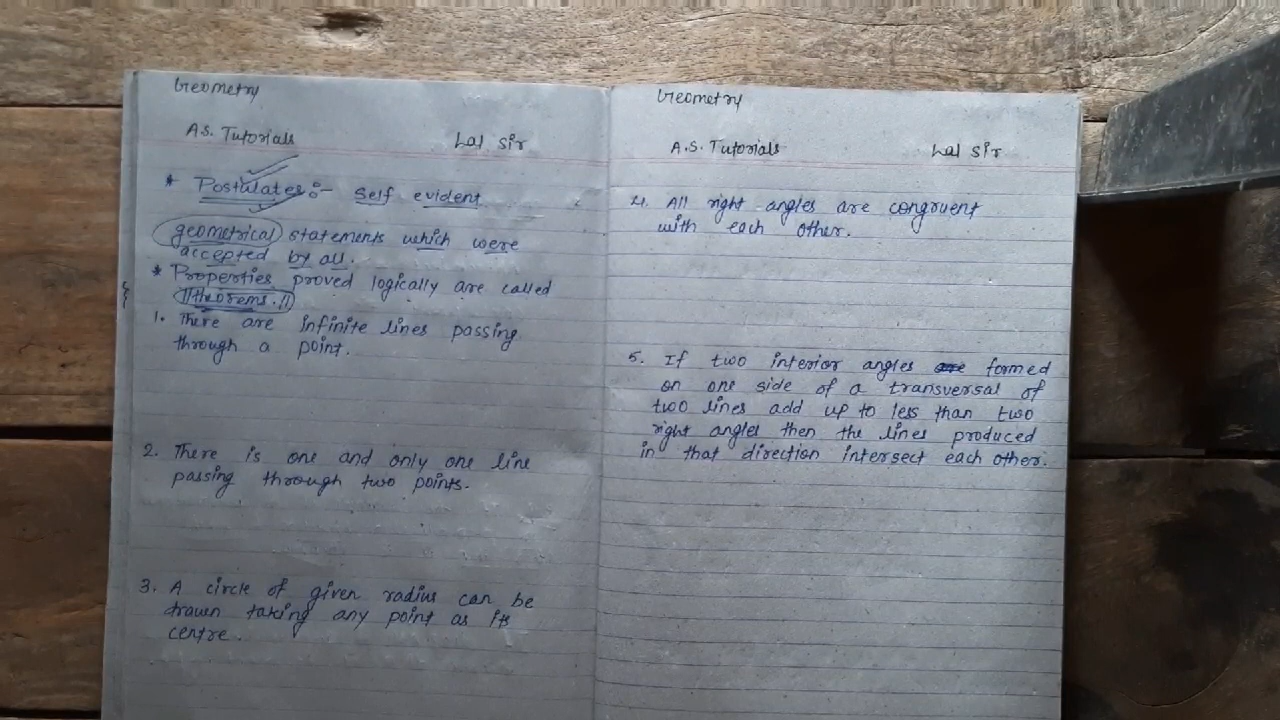 Geometry
A.S. Tutorials Lal sir
* Postulates :- self evident
geometrical statements which were
accepted by all.
* Properties proved logically are called
"theorems."
1. There are infinite lines passing
through a point.
2. There is one and only one line
passing through two points.
3. A circle of given radius can be
drawn taking any point as its
centre.
Geometry
A.S. Tutorials Lal sir
4. All right angles are congruent
with each other.
5. If two interior angles are formed
on one side of a transversal of
two lines add up to less than two
right angles then the lines produced
in that direction intersect each other.